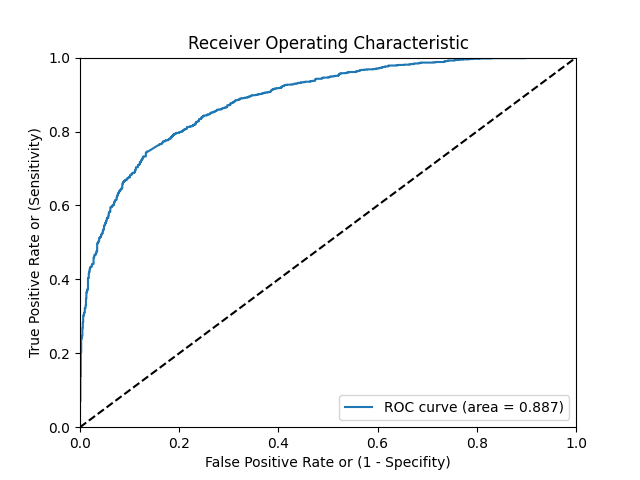 Receiver Operating Characteristic
1.0
0.8
0.6
0.4
0.2
0.0
True Positive Rate or (Sensitivity)
ROC curve (area = 0.887)
0.0 0.2 0.4 0.6 0.8 1.0
False Positive Rate or (1 - Specifity)